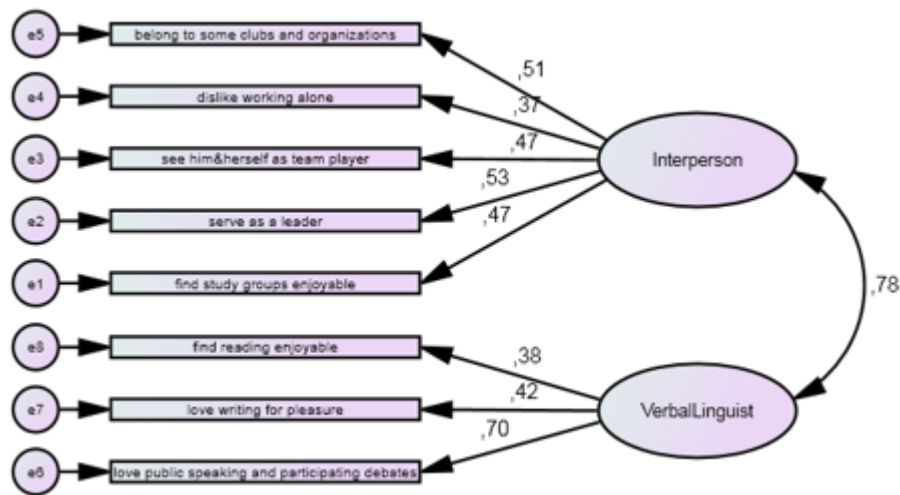 e5 belong to some clubs and organizations
,51
e4 dislike working alone
,37
e3 see him&herself as team player
,47
Interperson
,53
e2 serve as a leader
,47
e1 find study groups enjoyable
,78
e8 find reading enjoyable
,38
,42
e7 love writing for pleasure
VerbalLinguist
,70
e6 love public speaking and participating debates